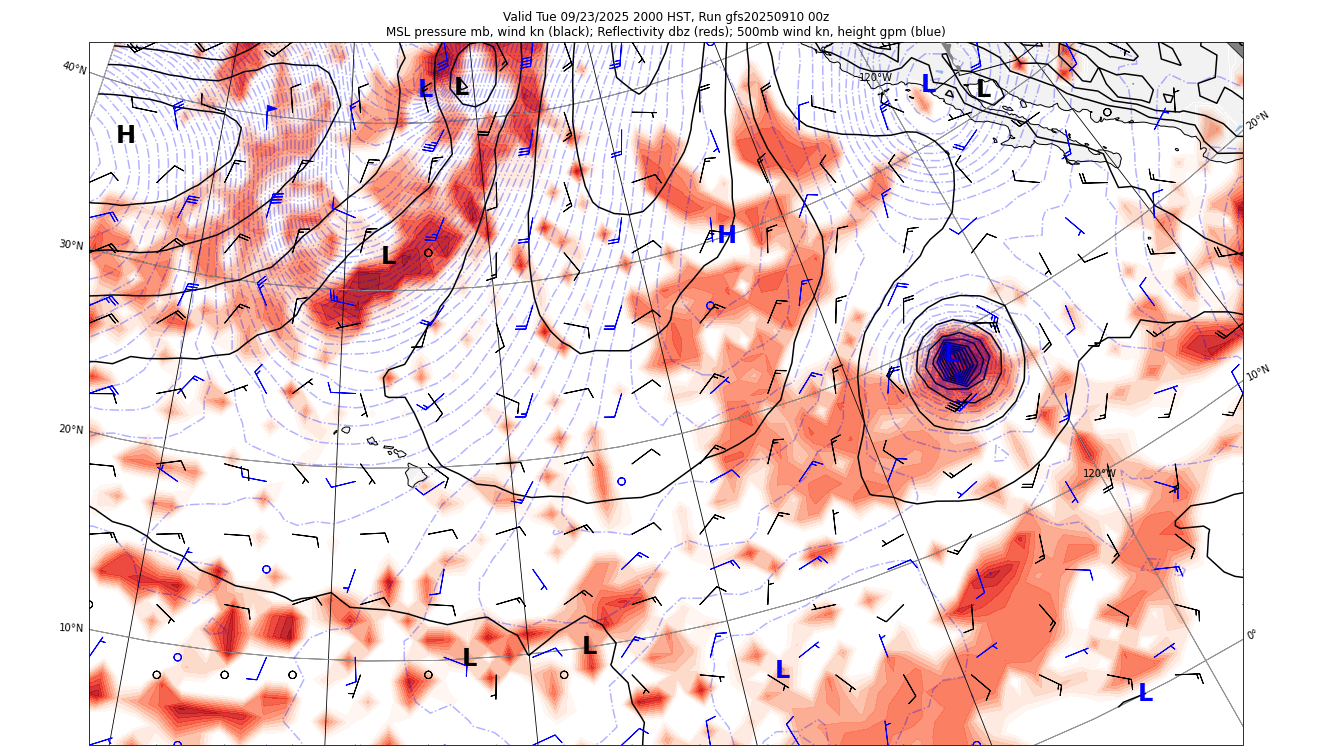 Valid Tue 09/23/2025 2000 HST, Run gfs20250910 00z
MSL pressure mb, wind kn (black); Reflectivity dbz (reds); 500mb wind kn, height gpm (blue)
40°N
120°W
L
L
L
L
20°N
H
30°N
H
L
L
10°N
20°N
120°W
10°N
0°
L
L
L
L